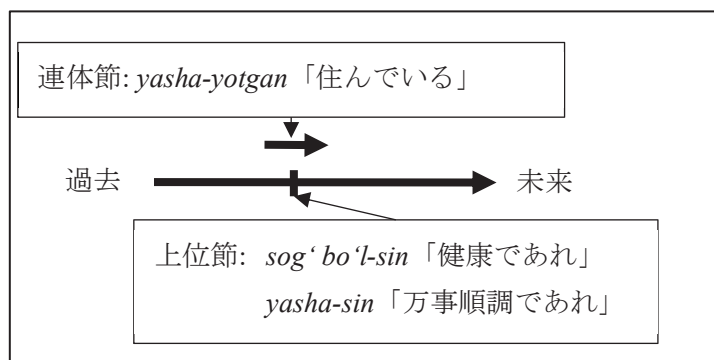 連体節: yasha-yotgan「住んでいる」
過去
未来
上位節: sog‘ bo‘l-sin「健康であれ」
yasha-sin「万事順調であれ」